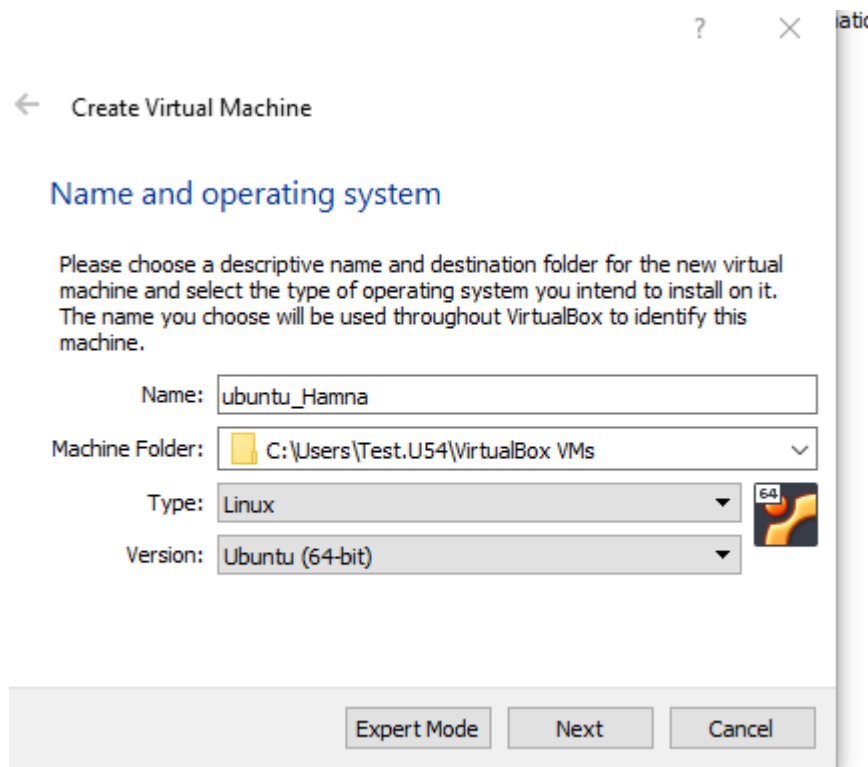 Create Virtual Machine
Name and operating system
Please choose a descriptive name and destination folder for the new virtual
machine and select the type of operating system you intend to install on it.
The name you choose will be used throughout VirtualBox to identify this
machine.
Name: ubuntu_Hamna
Machine Folder: C:\Users\Test.U54\VirtualBox VMs
Type: Linux
64
Version: Ubuntu (64-bit)
Expert Mode Next Cancel